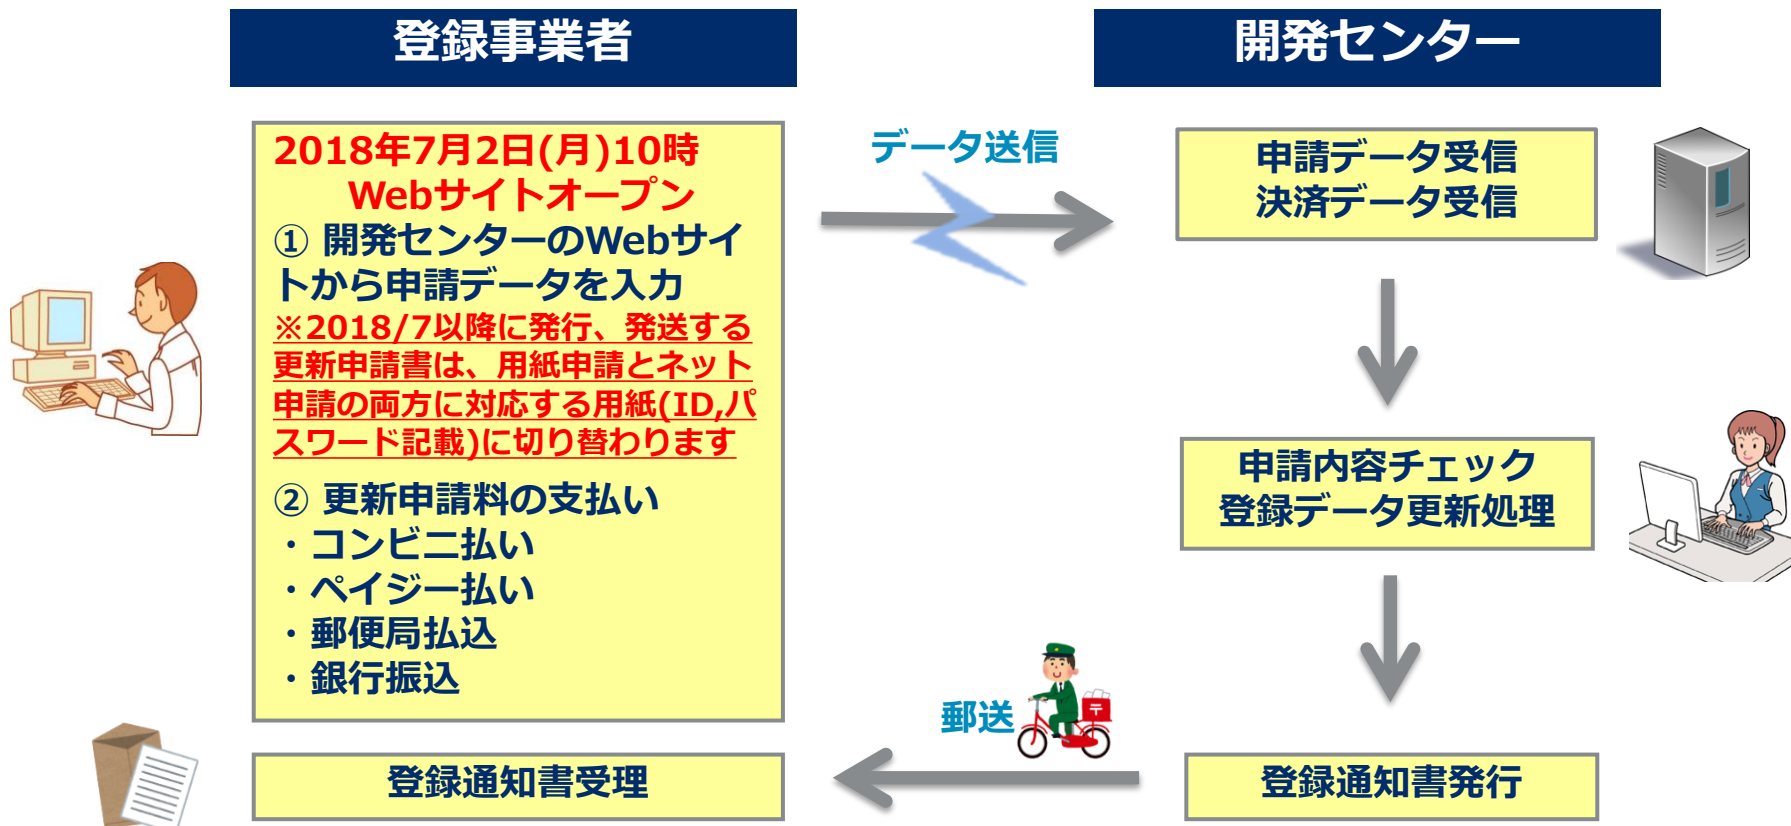 登録事業者
開発センター
2018年7月2日(月)10時
Webサイトオープン
① 開発センターのWebサイ
トから申請データを入力
※2018/7以降に発行、発送する
更新申請書は、用紙申請とネット
申請の両方に対応する用紙(ID,パ
スワード記載)に切り替わります
② 更新申請料の支払い
・コンビニ払い
・ペイジー払い
・郵便局払込
・銀行振込
データ送信
申請データ受信
決済データ受信
申請内容チェック
登録データ更新処理
登録通知書発行
郵送
〒
登録通知書受理